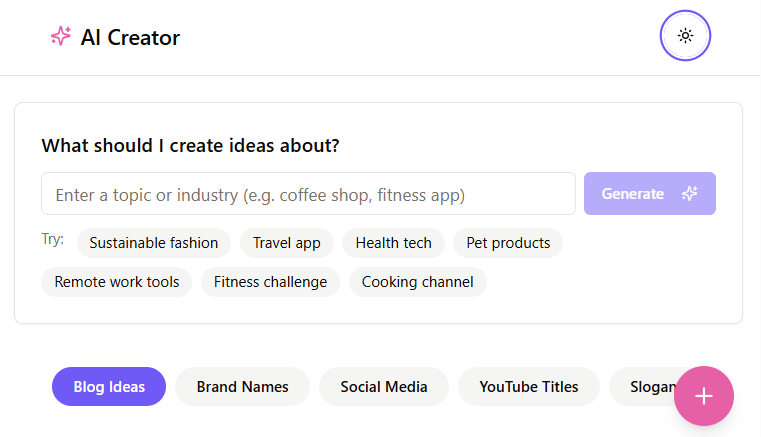 AI Creator
What should I create ideas about?
Enter a topic or industry (e.g. coffee shop, fitness app)
Generate
Try:
Sustainable fashion
Travel app
Health tech
Pet products
Remote work tools
Fitness challenge
Cooking channel
Blog Ideas
Brand Names
Social Media
YouTube Titles
Slogan